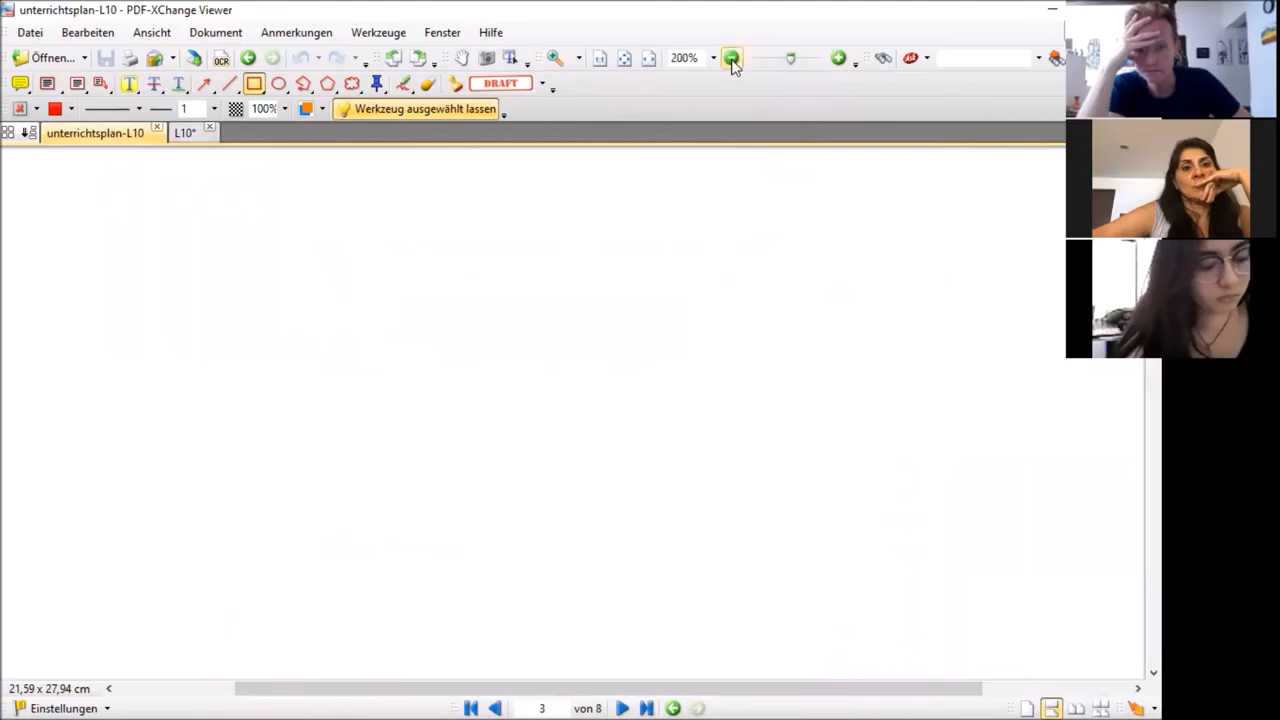 unterrichtsplan-L10 - PDF-XChange Viewer
Datei Bearbeiten Ansicht Dokument Anmerkungen Werkzeuge Fenster Hilfe
Öffnen... OCR 200%
DRAFT
1 100% Werkzeug ausgewählt lassen
unterrichtsplan-L10 L10*
21,59 x 27,94 cm
Einstellungen 3 von 8